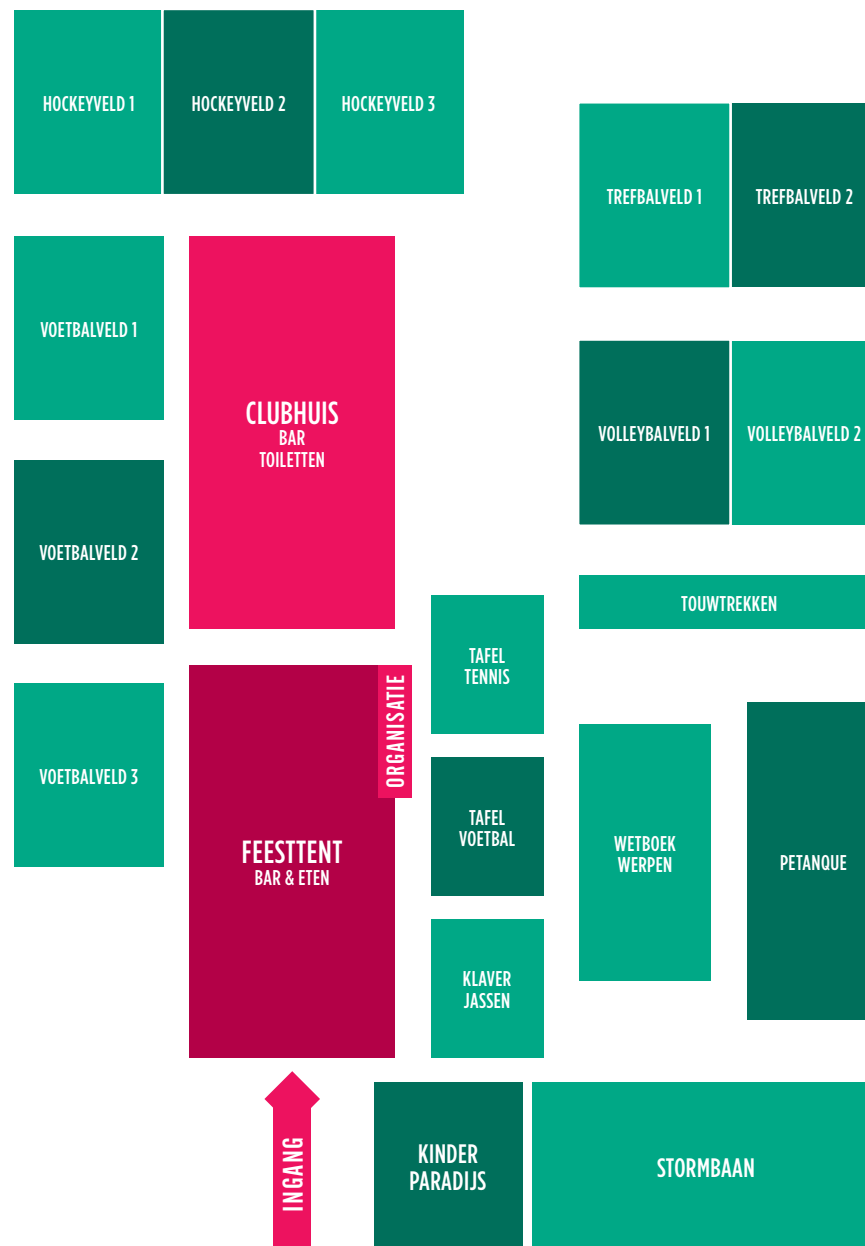 HOCKEYVELD 1
HOCKEYVELD 2
HOCKEYVELD 3
TREFBALVELD 1
TREFBALVELD 2
VOETBALVELD 1
CLUBHUIS
BAR
TOILETTEN
VOLLEYBALVELD 1
VOLLEYBALVELD 2
VOETBALVELD 2
TOUWTREKKEN
TAFEL
TENNIS
ORGANISATIE
VOETBALVELD 3
TAFEL
VOETBAL
FEESTTENT
BAR & ETEN
WETBOEK
WERPEN
PETANQUE
KLAVER
JASSEN
INGANG
KINDER
PARADIJS
STORMBAAN